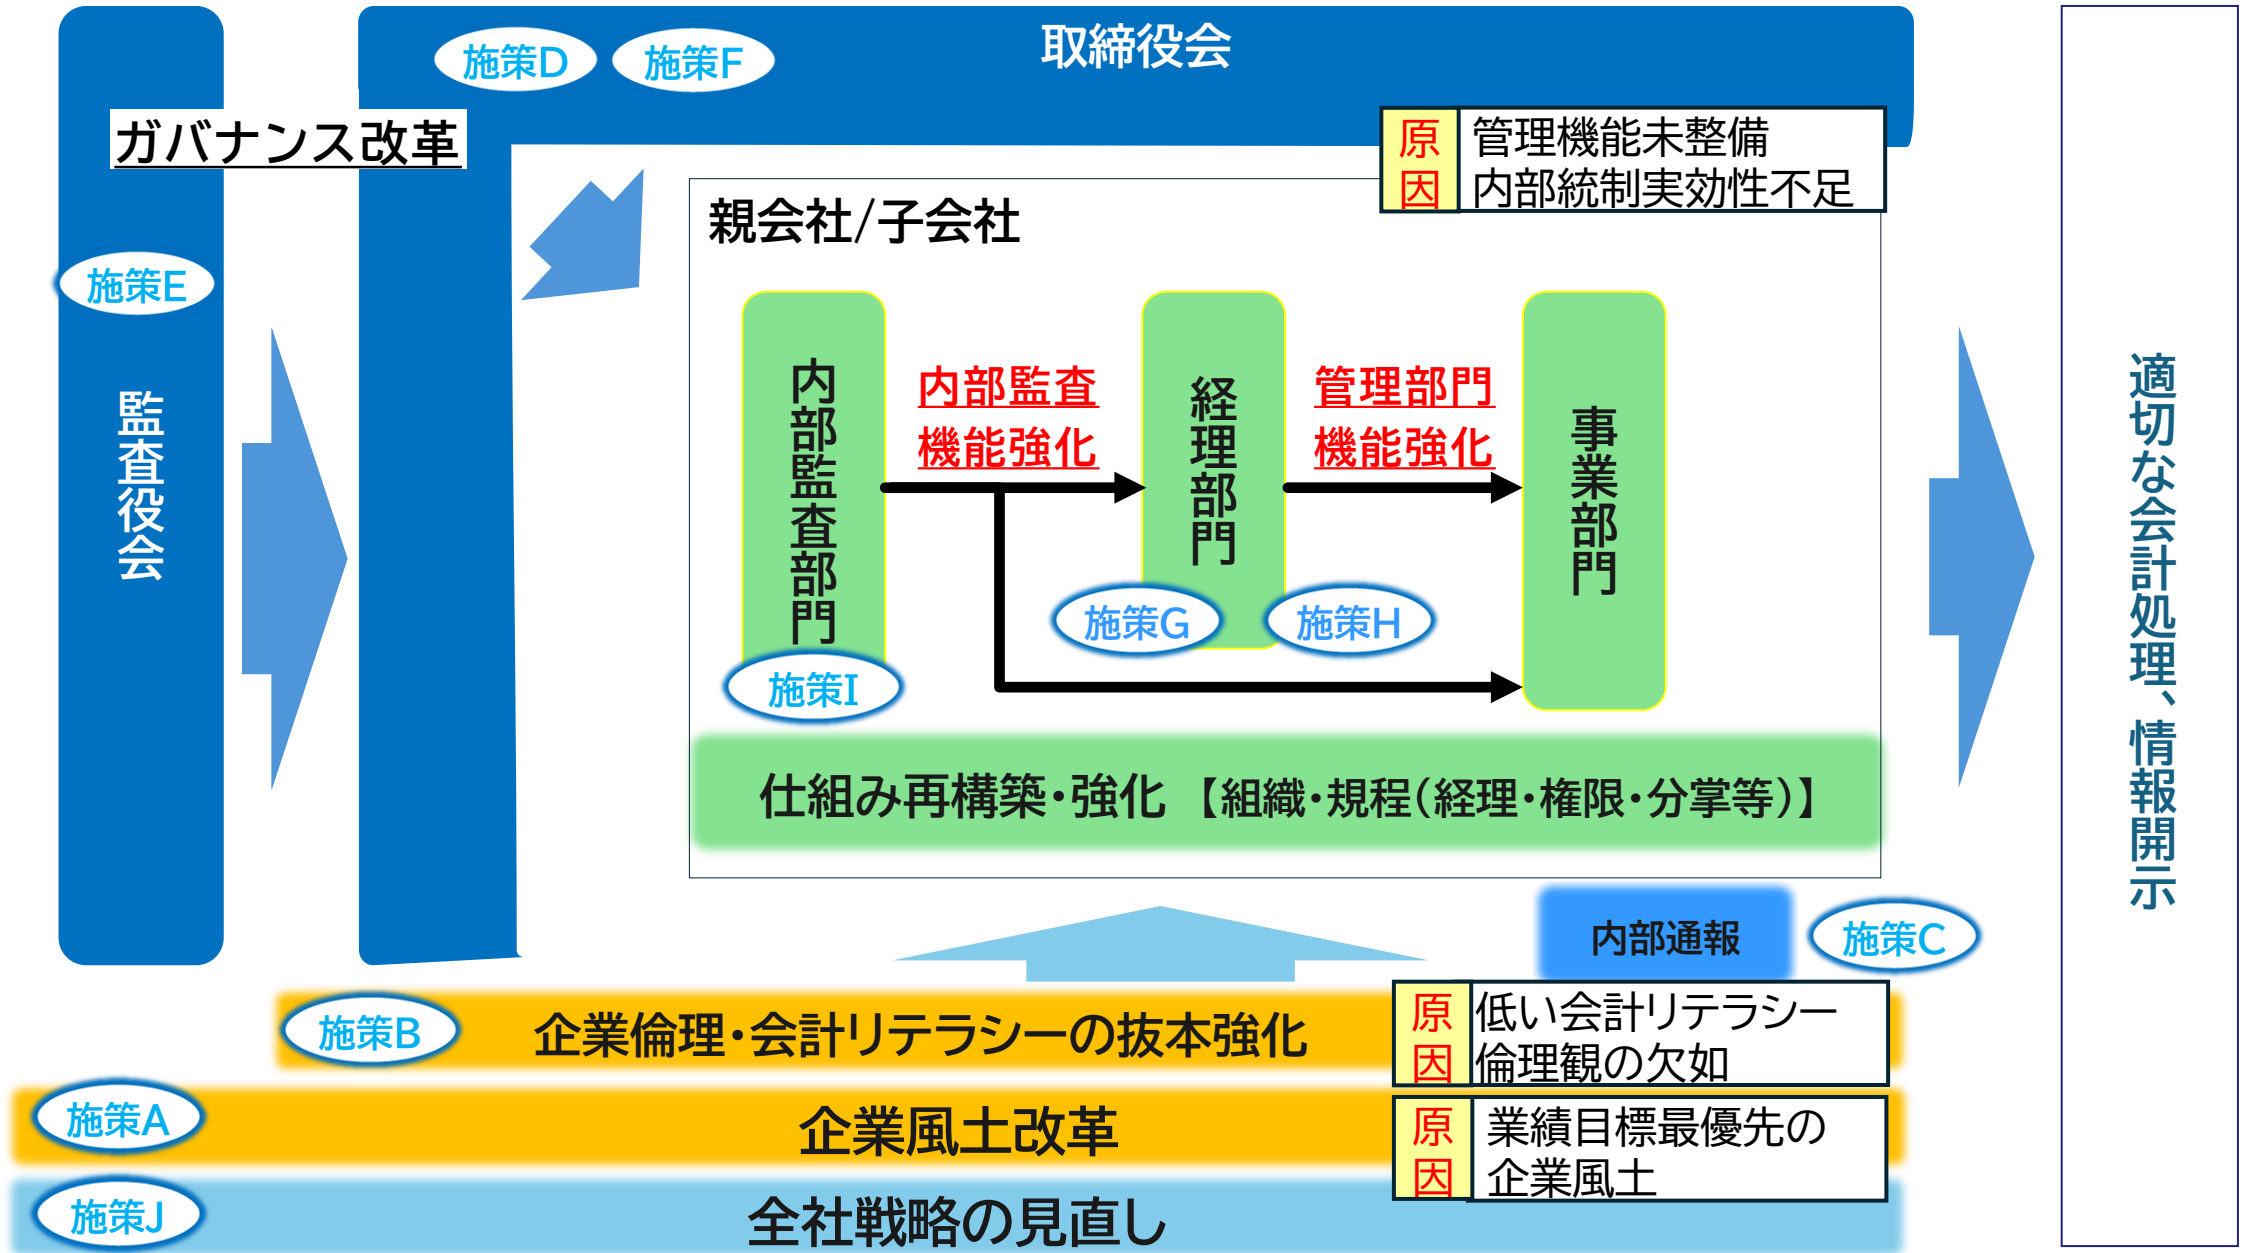 取締役会
施策D
施策F
ガバナンス改革
原因
管理機能未整備
内部統制実効性不足
親会社/子会社
施策E
監査役会
内部監査部門
内部監査
機能強化
経理部門
管理部門
機能強化
事業部門
施策G
施策H
施策I
仕組み再構築・強化 【組織・規程（経理・権限・分掌等）】
適切な会計処理、情報開示
内部通報
施策C
施策B
企業倫理・会計リテラシーの抜本強化
原因
低い会計リテラシー
倫理観の欠如
施策A
企業風土改革
原因
業績目標最優先の
企業風土
施策J
全社戦略の見直し